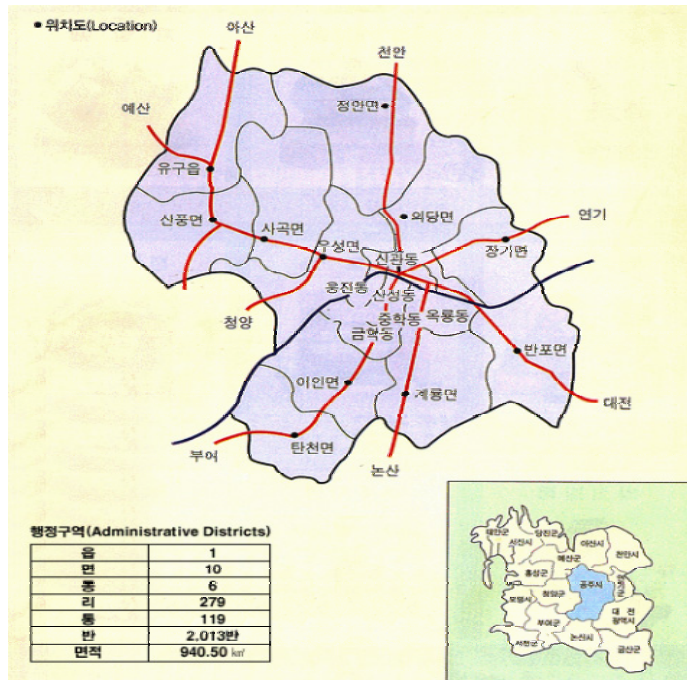 • 위치도(Location)
아산
천안
예산
정안면
유구읍
신풍면
사곡면
우성면
의당면
연기
장기면
신관동
웅진동
산성동
중학동
옥룡동
금학동
청양
반포면
이인면
계룡면
대전
탄천면
부여
논산
행정구역(Administrative Districts)
읍 1
면 10
동 6
리 279
통 119
반 2,013반
면적 940.50 ㎢
태안군
당진군
서산시
아산시
예산군
천안시
홍성군
공주시
보령시
청양군
대 전
광역시
부여군
논산시
서천군
금산군